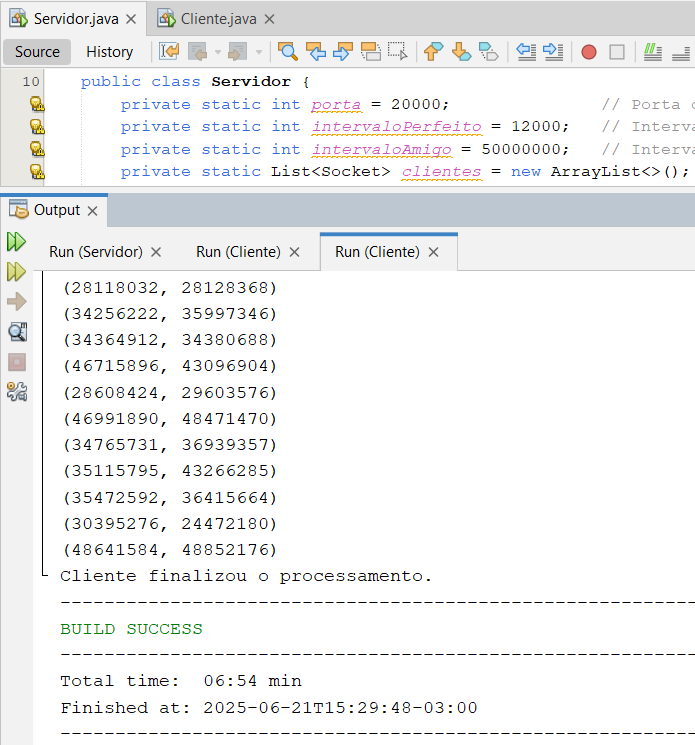 Servidor.java
Cliente.java
Source History
10 public class Servidor {
private static int porta = 20000; // Porta
private static int intervaloPerfeito = 12000; // Interva
private static int intervaloAmigo = 50000000; // Interva
private static List<Socket> clientes = new ArrayList<>();
Output
Run (Servidor) Run (Cliente) Run (Cliente)
(28118032, 28128368)
(34256222, 35997346)
(34364912, 34380688)
(46715896, 43096904)
(28608424, 29603576)
(46991890, 48471470)
(34765731, 36939357)
(35115795, 43266285)
(35472592, 36415664)
(30395276, 24472180)
(48641584, 48852176)
Cliente finalizou o processamento.
------------------------------------------------------------------------
BUILD SUCCESS
------------------------------------------------------------------------
Total time: 06:54 min
Finished at: 2025-06-21T15:29:48-03:00
------------------------------------------------------------------------